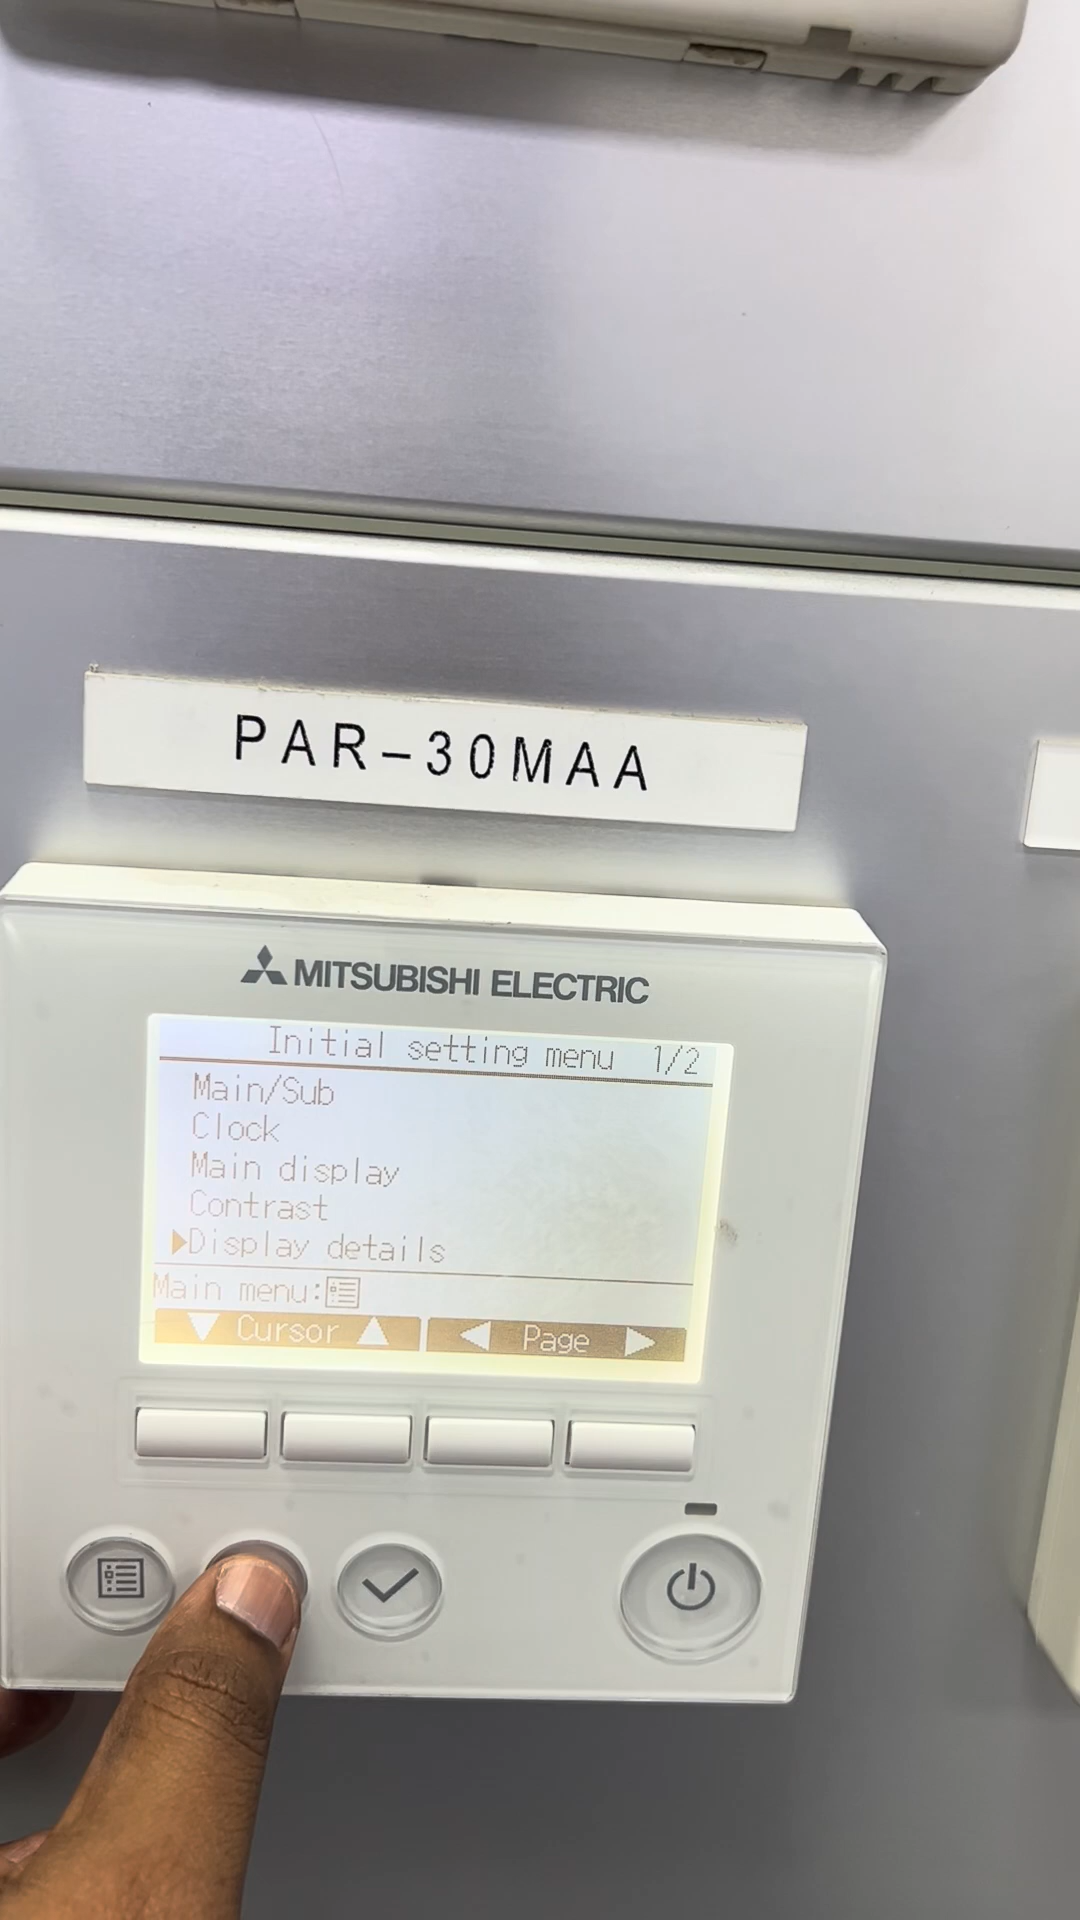 PAR-30MAA
MITSUBISHI ELECTRIC
Initial setting menu 1/2
Main/Sub
Clock
Main display
Contrast
▶Display details
Main menu:
▼ Cursor ▲ ◀ Page ▶